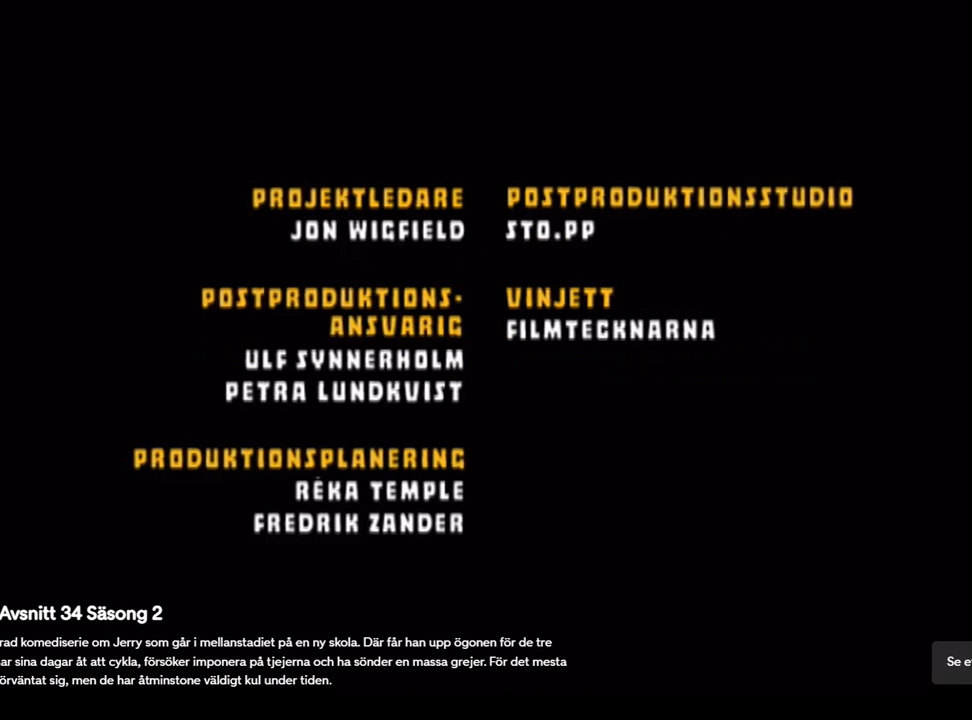 PROJEKTLEDARE
JON WIGFIELD
POSTPRODUKTIONS-
ANSVARIG
ULF SYNNERHOLM
PETRA LUNDKVIST
PRODUKTIONSPLANERING
RÉKA TEMPLE
FREDRIK ZANDER
POSTPRODUKTIONSSTUDIO
STO.PP
VINJETT
FILMTECKNARNA
Avsnitt 34 Säsong 2
rad komediserie om Jerry som går i mellanstadiet på en ny skola. Där får han upp ögonen för de tre
ar sina dagar åt att cykla, försöker imponera på tjejerna och ha sönder en massa grejer. För det mesta
örväntat sig, men de har åtminstone väldigt kul under tiden.
Se e